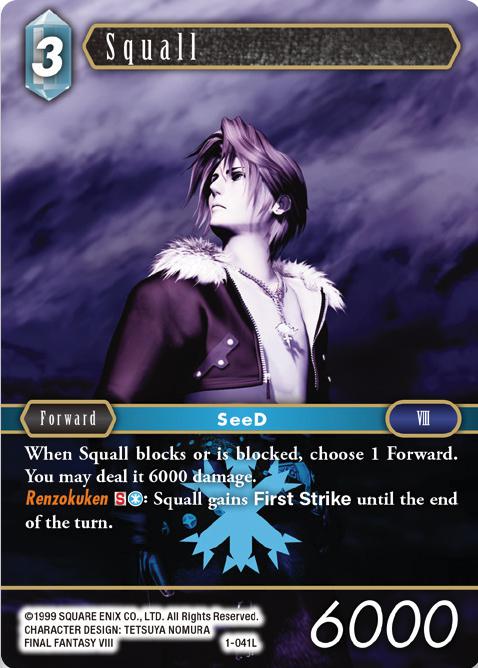 3
Squall
Forward
SeeD
VIII
When Squall blocks or is blocked, choose 1 Forward.
You may deal it 6000 damage.
Renzokuken S: Squall gains First Strike until the end
of the turn.
©1999 SQUARE ENIX CO., LTD. All Rights Reserved.
CHARACTER DESIGN: TETSUYA NOMURA
FINAL FANTASY VIII
1-041L
6000